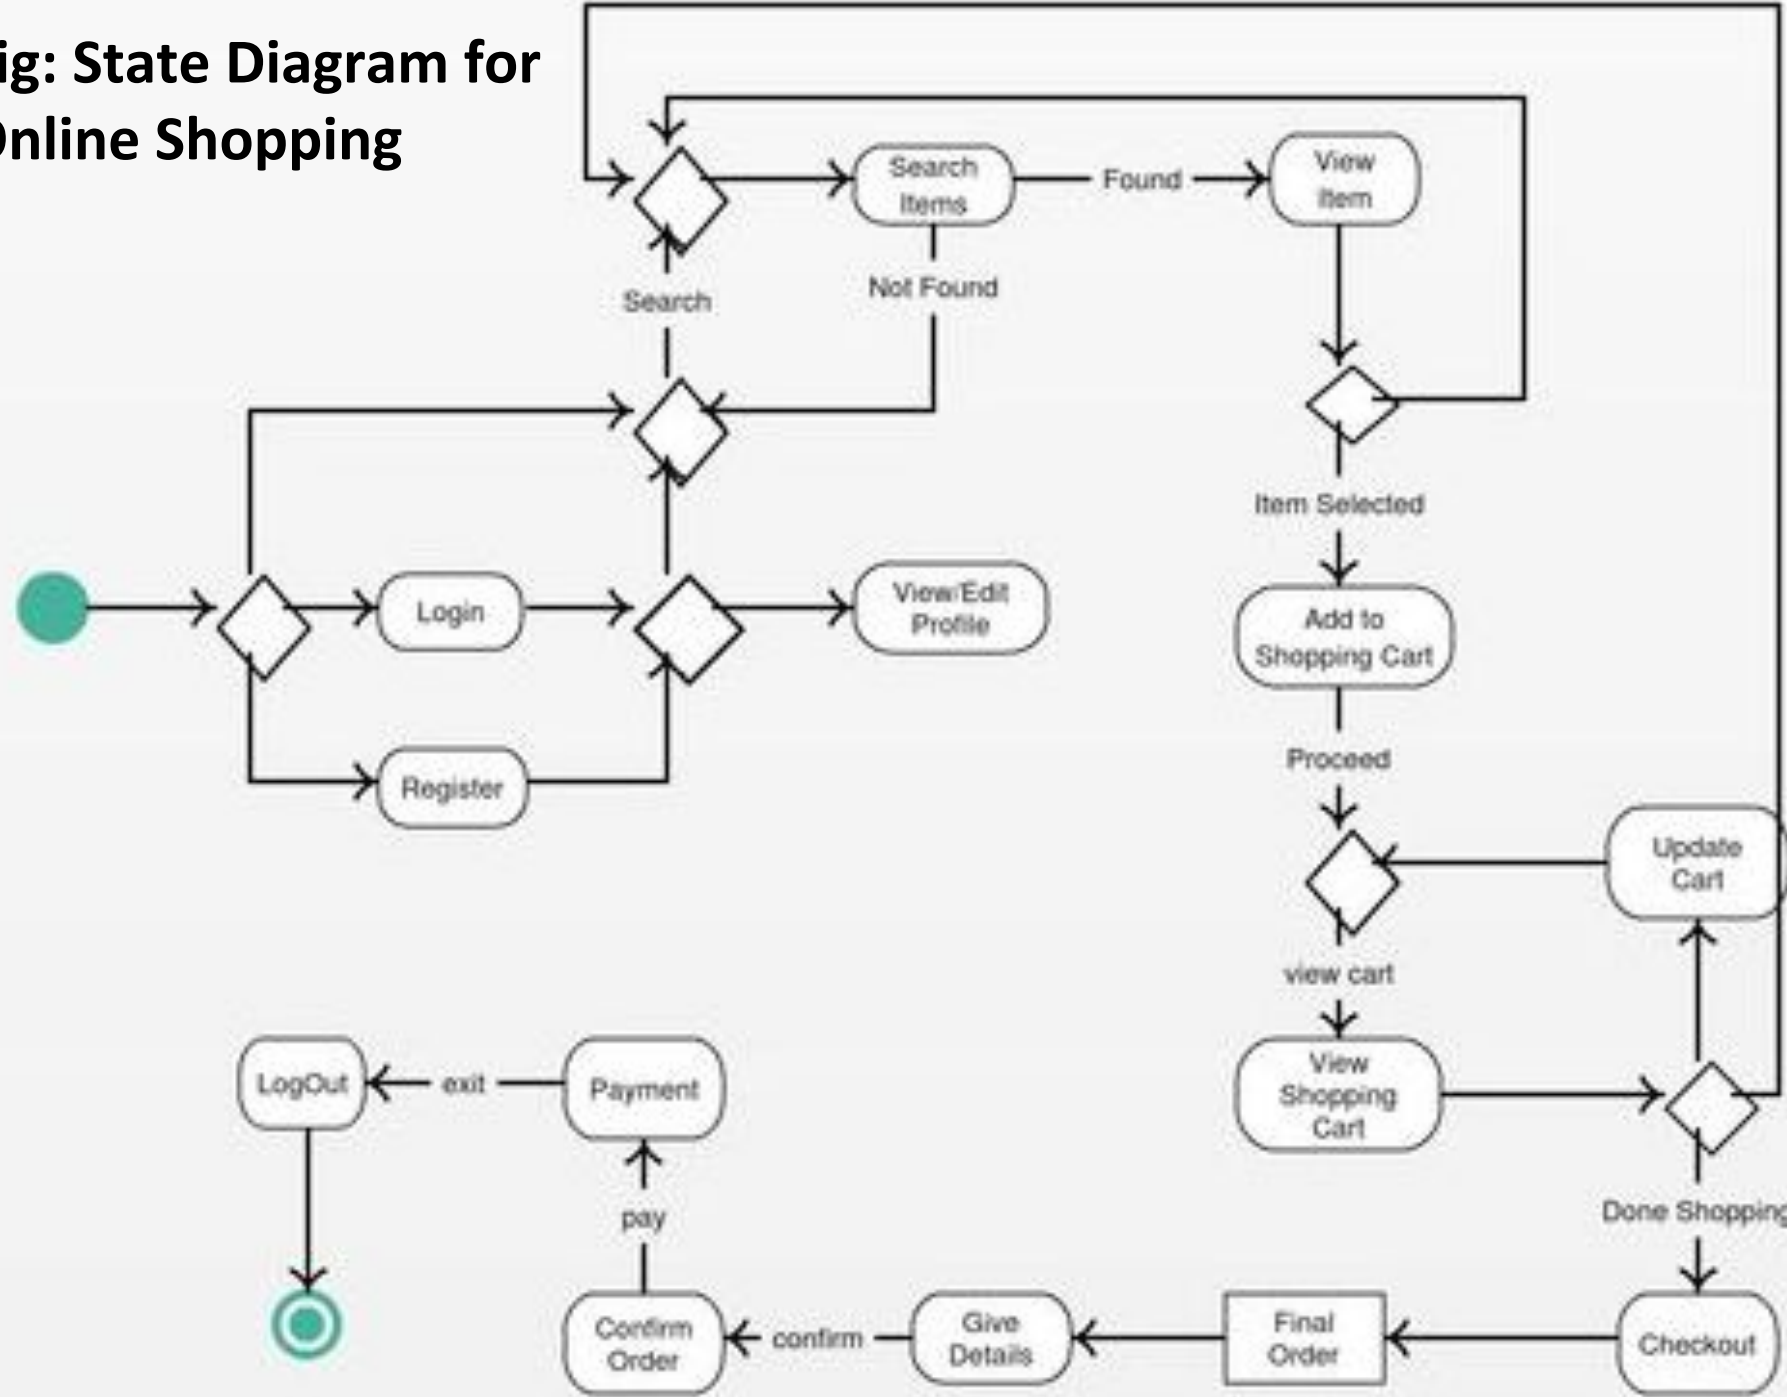 ig: State Diagram for
Online Shopping
Search
Items
Found
View
Item
Search
Not Found
Item Selected
Login
View/Edit
Profile
Add to
Shopping Cart
Register
Proceed
Update
Cart
view cart
LogOut
exit
Payment
View
Shopping
Cart
pay
Done Shopping
Confirm
Order
confirm
Give
Details
Final
Order
Checkout